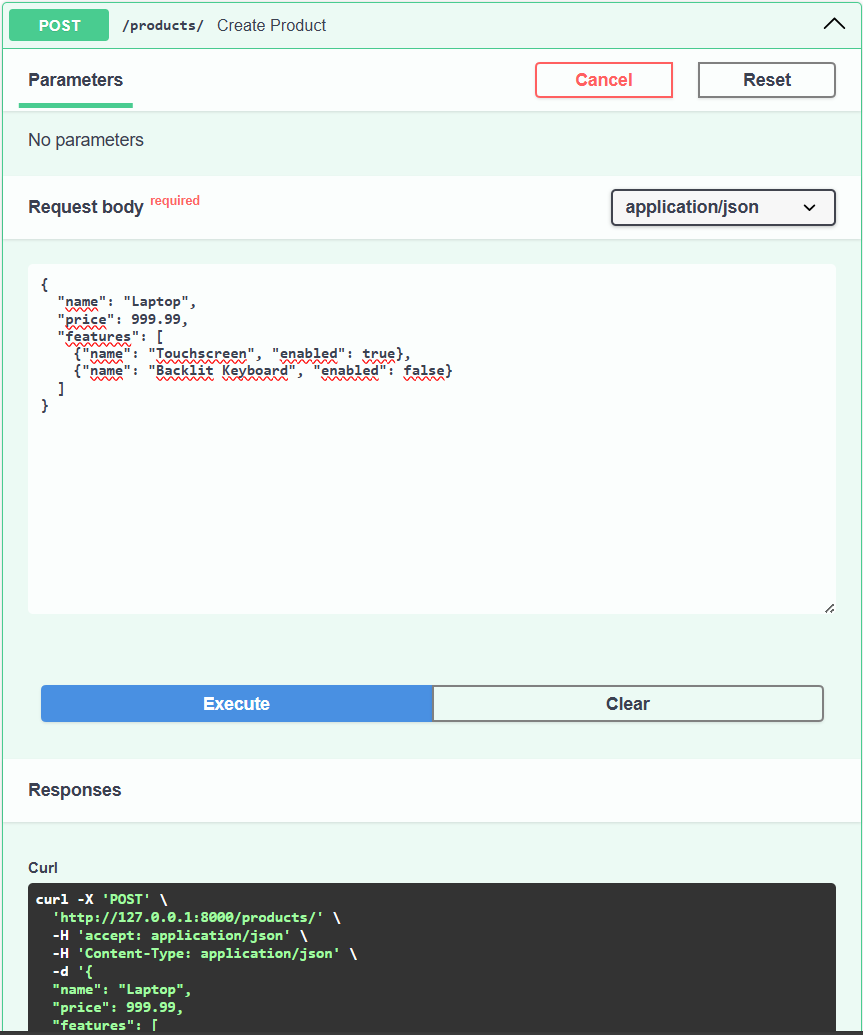 POST /products/ Create Product
Parameters
Cancel
Reset
No parameters
Request body required
application/json
{
  "name": "Laptop",
  "price": 999.99,
  "features": [
    {"name": "Touchscreen", "enabled": true},
    {"name": "Backlit Keyboard", "enabled": false}
  ]
}
Execute
Clear
Responses
Curl
curl -X 'POST' \
  'http://127.0.0.1:8000/products/' \
  -H 'accept: application/json' \
  -H 'Content-Type: application/json' \
  -d '{
  "name": "Laptop",
  "price": 999.99,
  "features": [